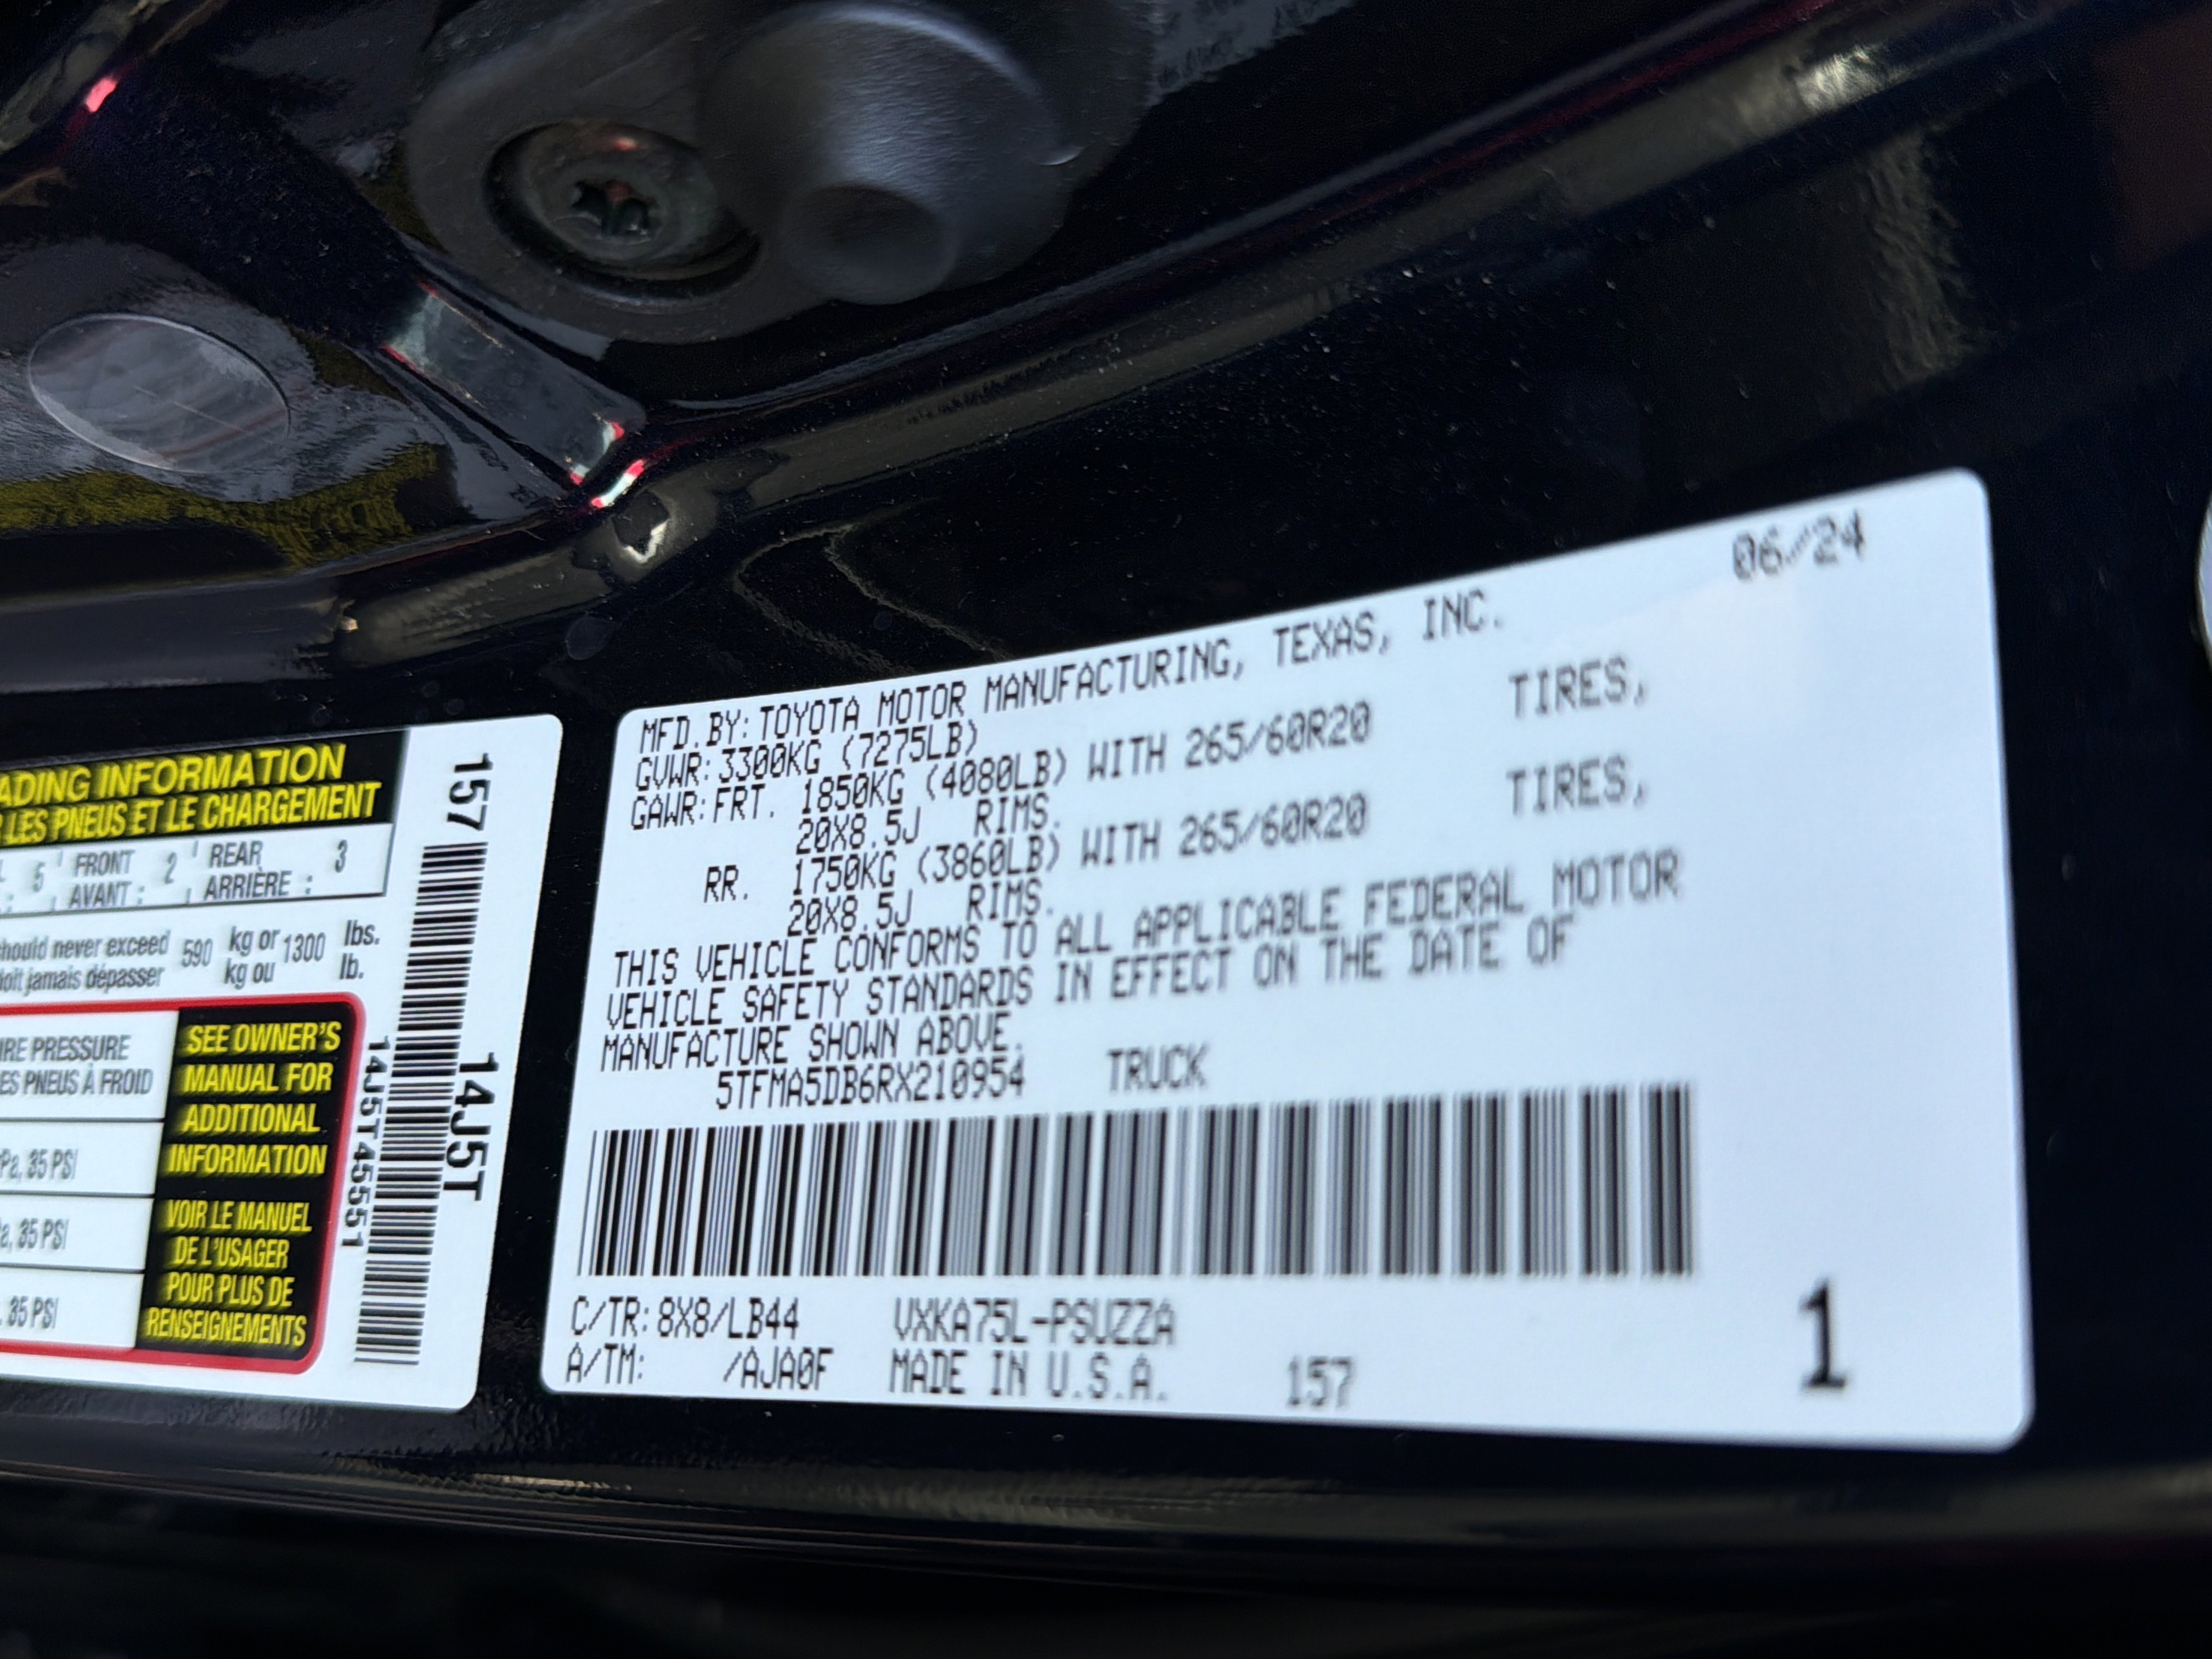 ADING INFORMATION
LES PNEUS ET LE CHARGEMENT
5 FRONT 2 REAR 3
AVANT : ARRIÈRE :
hould never exceed 590 kg or 1300 lbs.
oit jamais dépasser kg ou lb.
IRE PRESSURE
ES PNEUS À FROID
Pa, 35 PSI
a, 35 PSI
, 35 PSI
SEE OWNER'S
MANUAL FOR
ADDITIONAL
INFORMATION
VOIR LE MANUEL
DE L'USAGER
POUR PLUS DE
RENSEIGNEMENTS
157 14J5T
14J5T45551
06/24
MFD.BY:TOYOTA MOTOR MANUFACTURING, TEXAS, INC.
GVWR:3300KG (7275LB)
GAWR:FRT. 1850KG (4080LB) WITH 265/60R20 TIRES,
20X8.5J RIMS.
RR. 1750KG (3860LB) WITH 265/60R20 TIRES,
20X8.5J RIMS.
THIS VEHICLE CONFORMS TO ALL APPLICABLE FEDERAL MOTOR
VEHICLE SAFETY STANDARDS IN EFFECT ON THE DATE OF
MANUFACTURE SHOWN ABOVE.
5TFMA5DB6RX210954 TRUCK
C/TR:8X8/LB44 VXKA75L-PSUZZA
A/TM: /AJA0F MADE IN U.S.A. 157
1